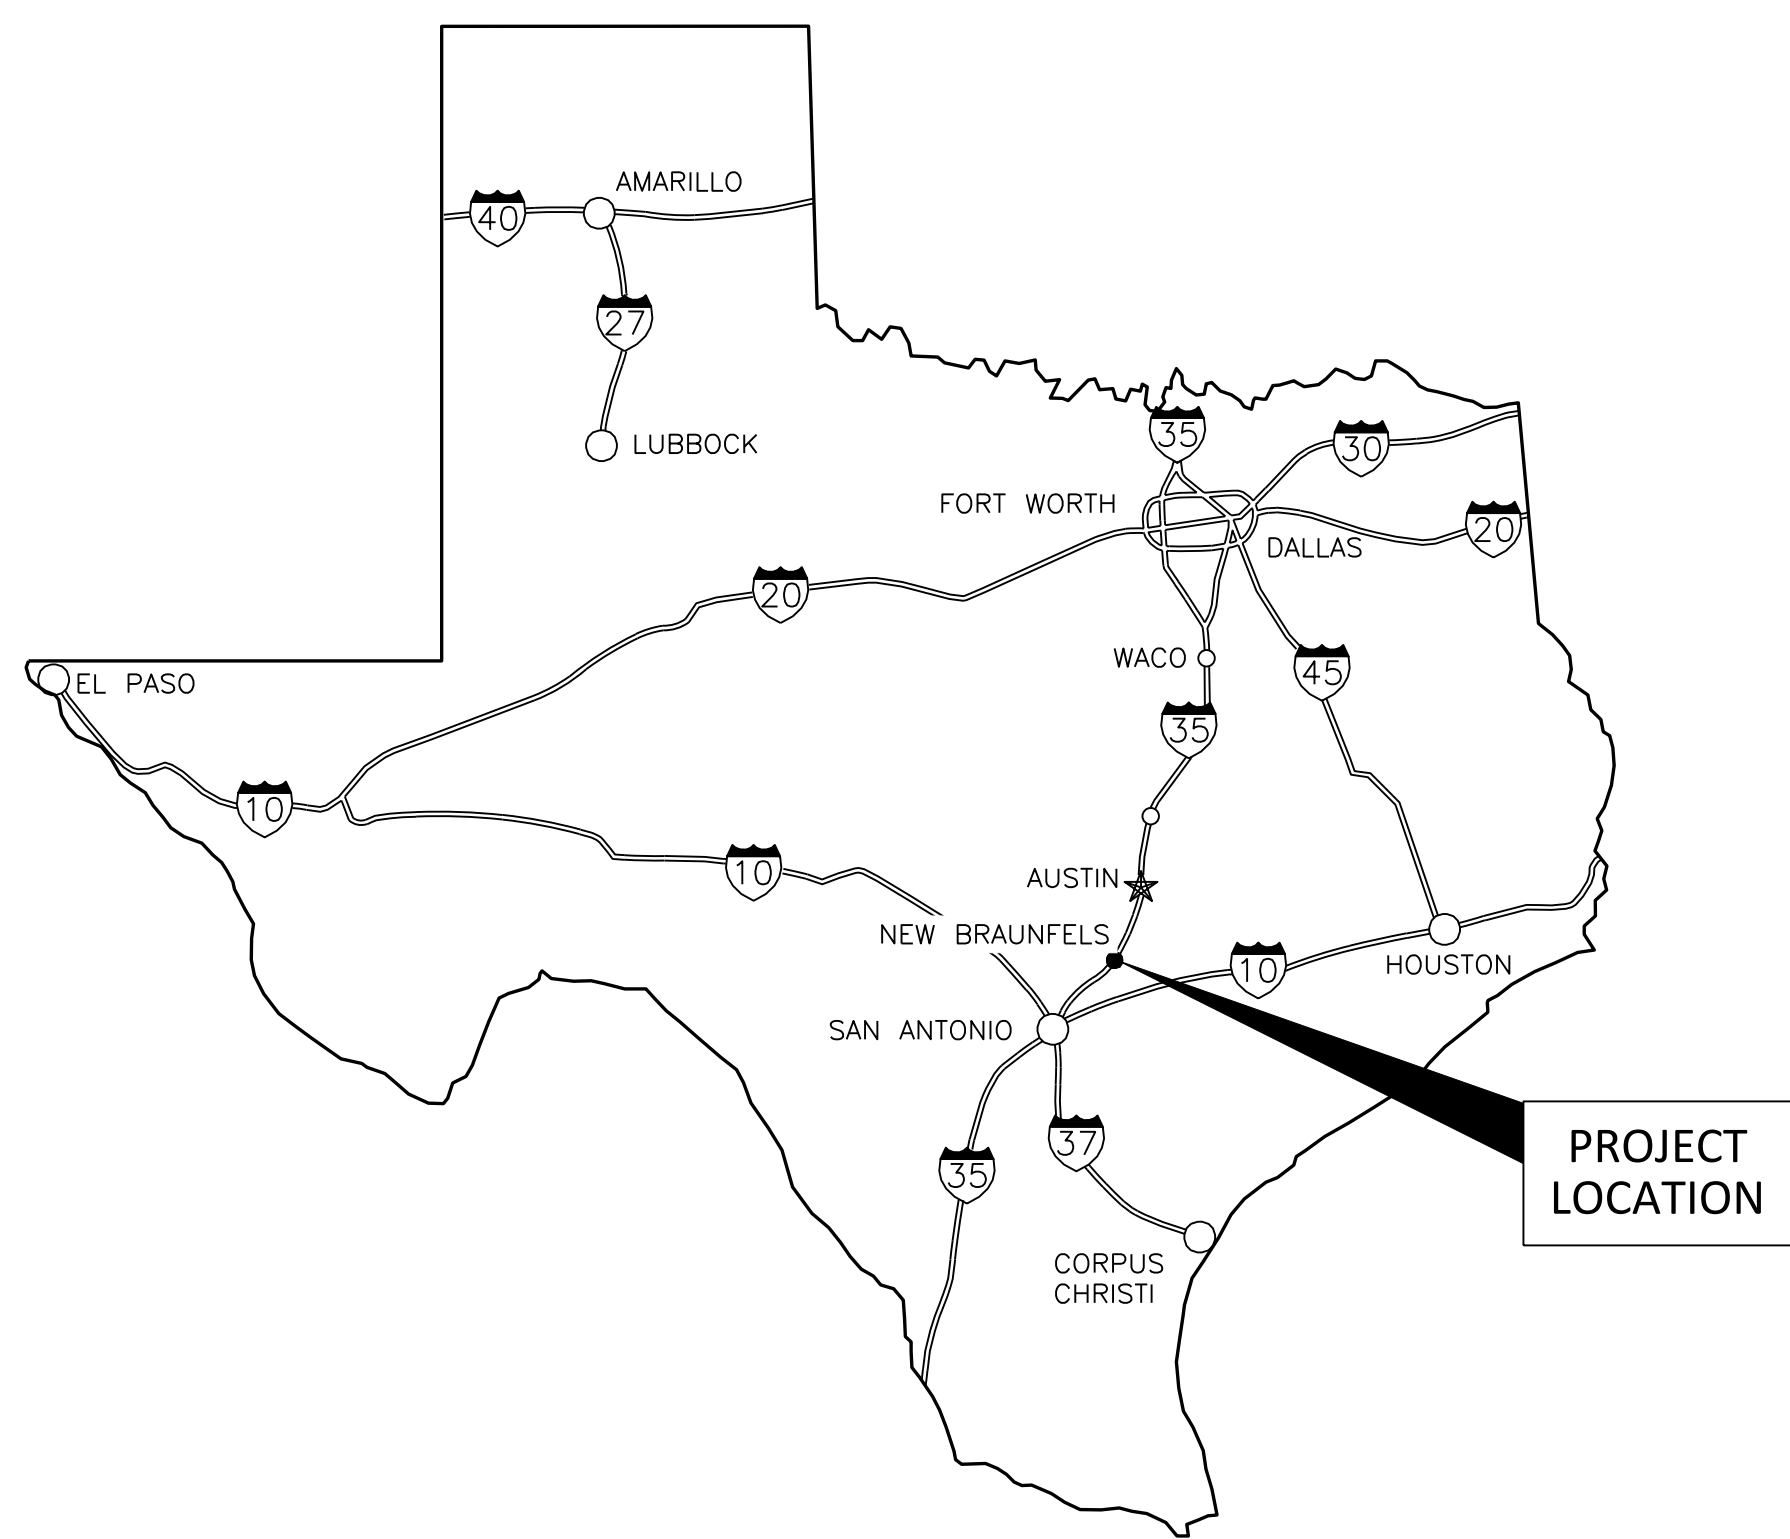 AMARILLO
40
27
LUBBOCK
35
30
FORT WORTH
20
DALLAS
20
WACO
45
EL PASO
35
10
10
AUSTIN
NEW BRAUNFELS
10
HOUSTON
SAN ANTONIO
37
PROJECT
LOCATION
35
CORPUS
CHRISTI